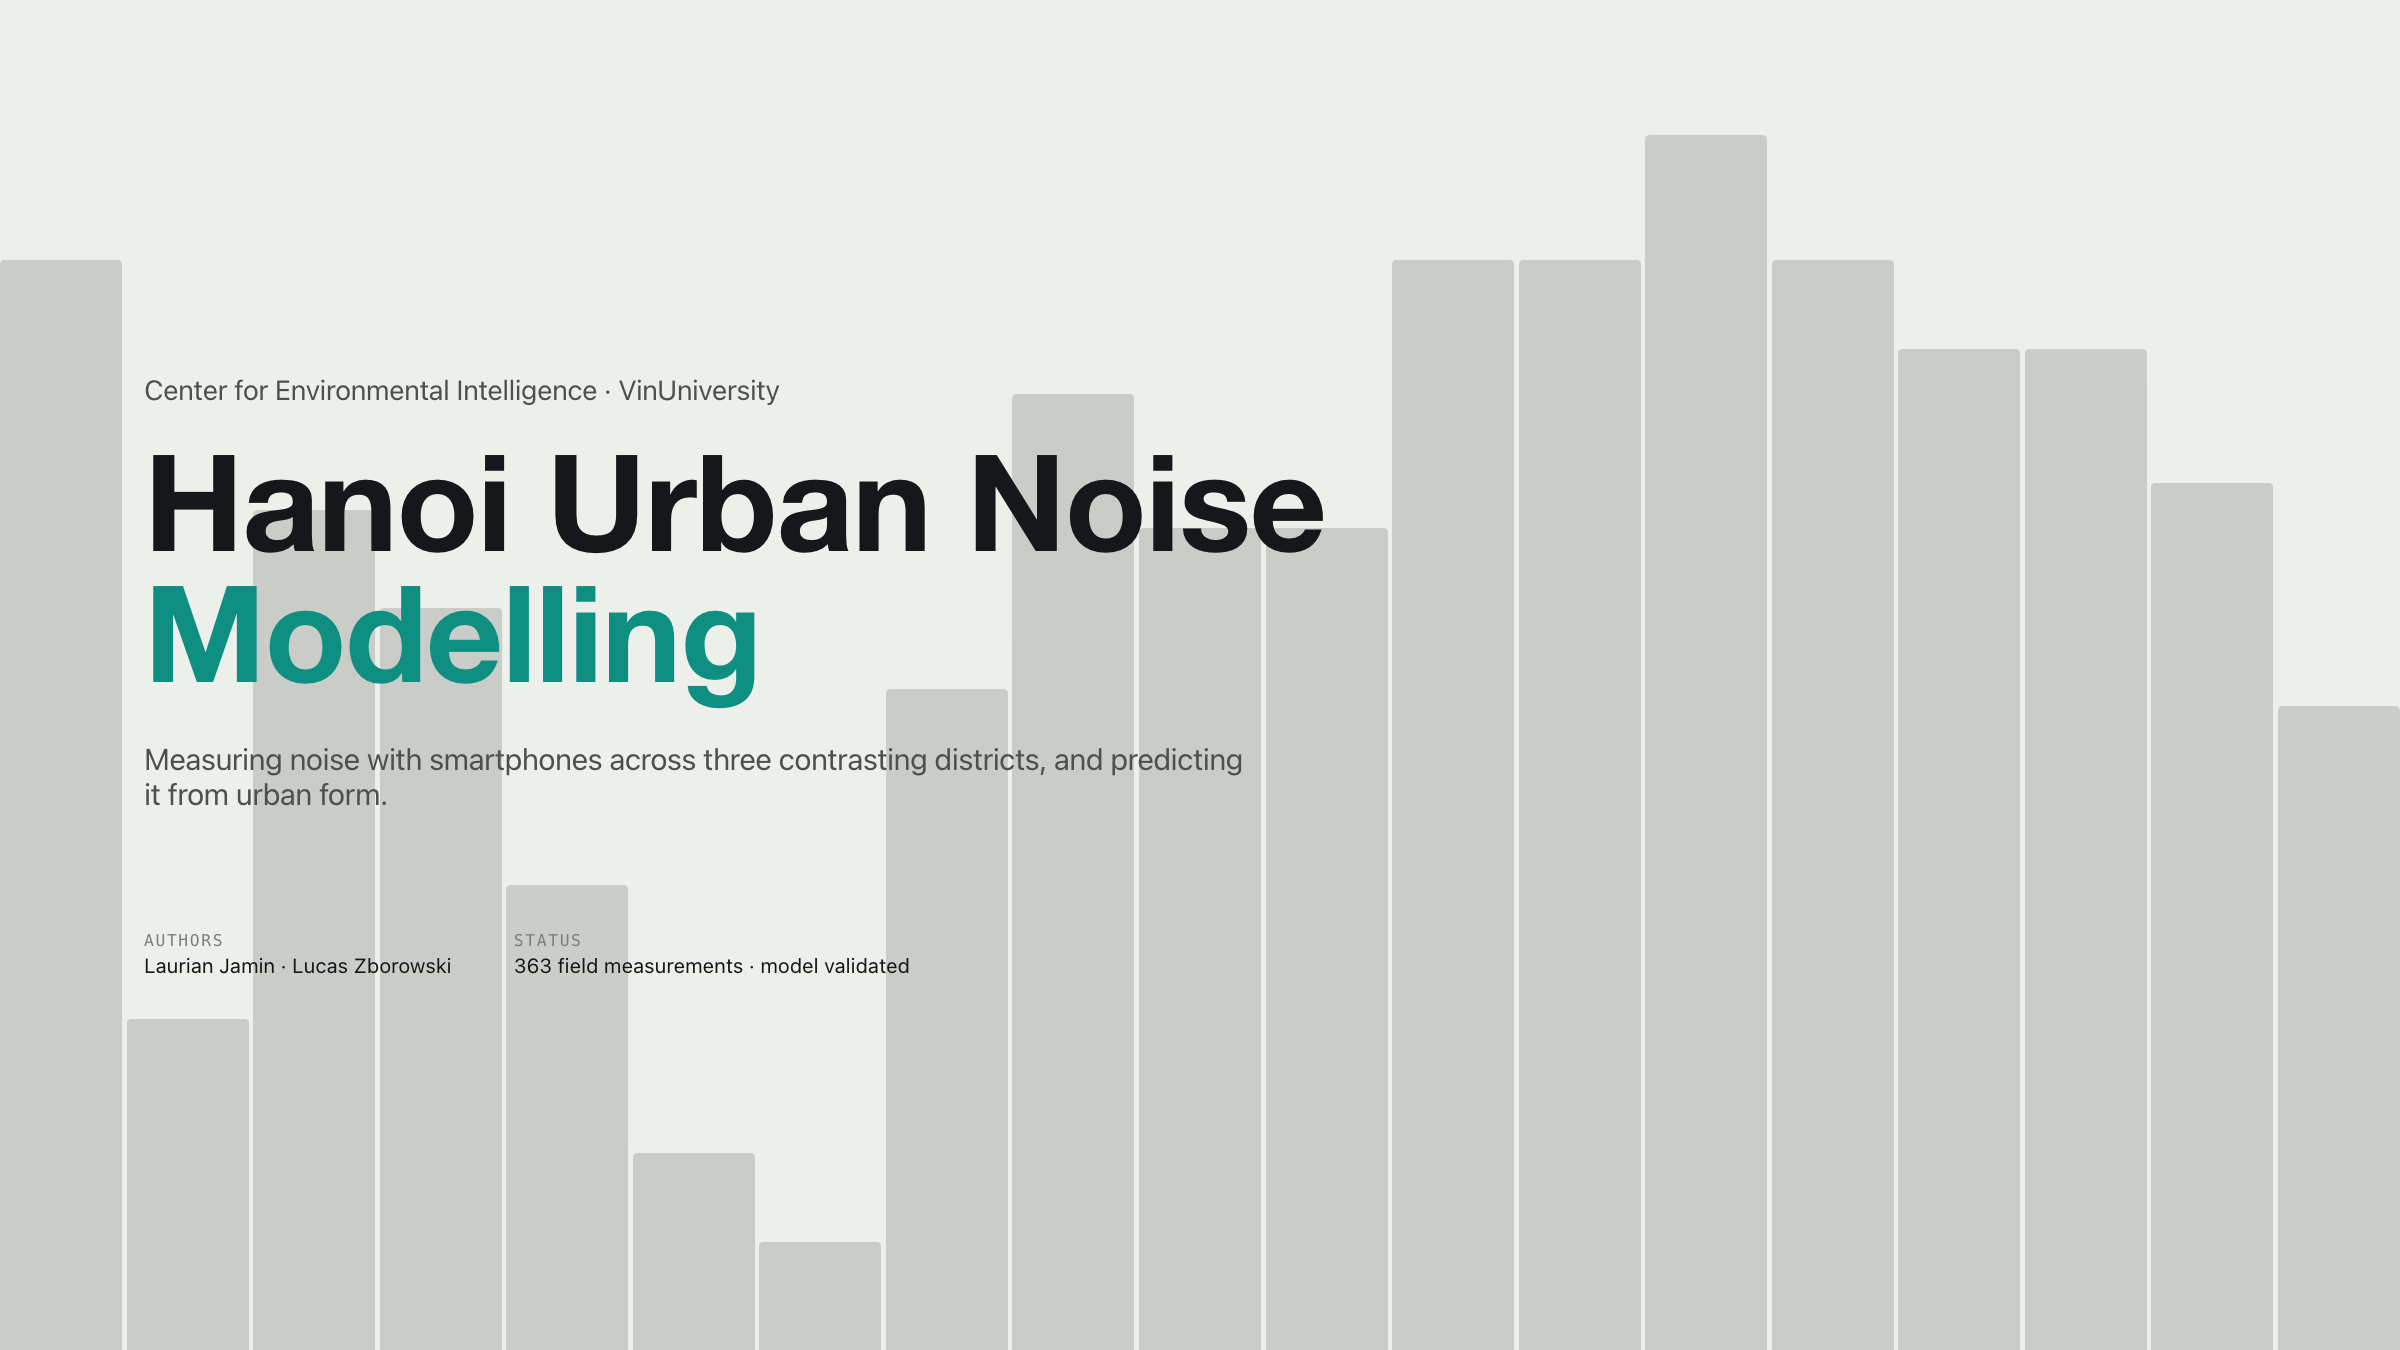 Center for Environmental Intelligence · VinUniversity
Hanoi Urban Noise
Modelling
Measuring noise with smartphones across three contrasting districts, and predicting
it from urban form.
AUTHORS
Laurian Jamin · Lucas Zborowski
STATUS
363 field measurements · model validated